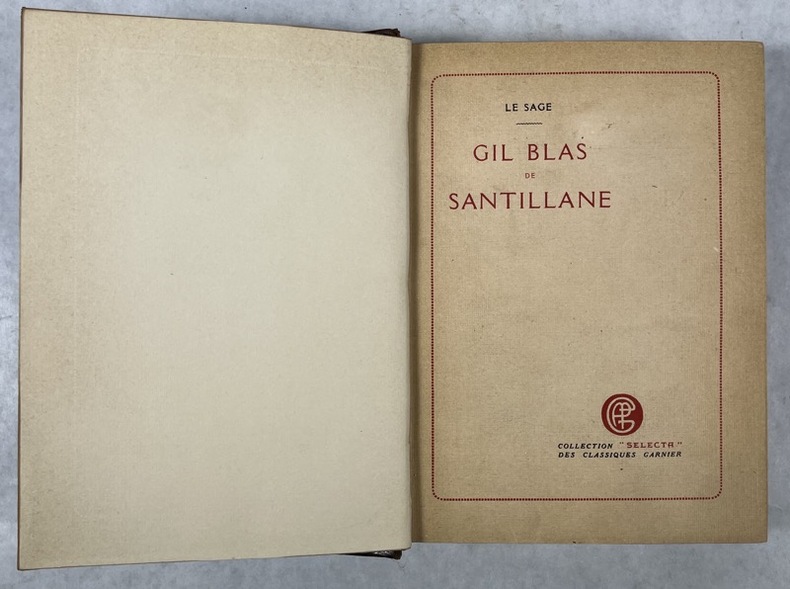 LE SAGE
GIL BLAS
DE
SANTILLANE
COLLECTION "SELECTA"
DES CLASSIQUES GARNIER